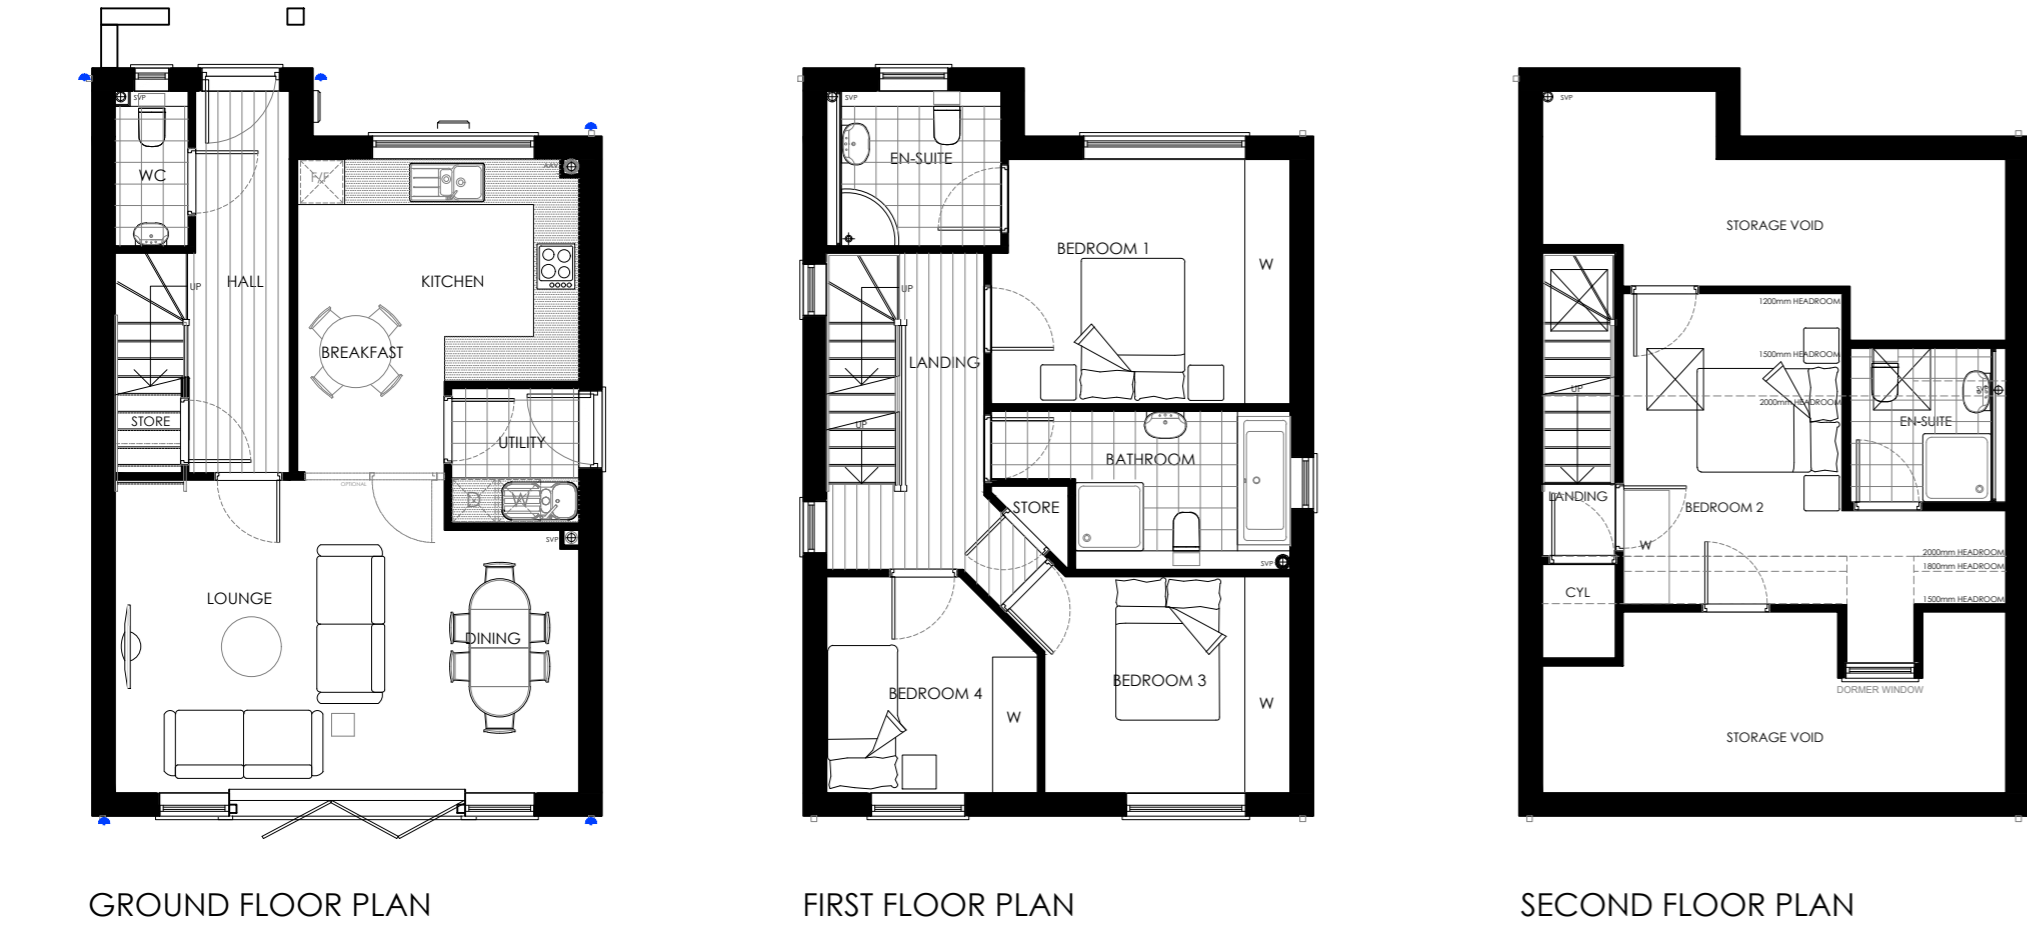 SVP
WC
F/F
AAV
HALL
KITCHEN
UP
BREAKFAST
STORE
UTILITY
OPTIONAL
D
W
SVP
LOUNGE
DINING
GROUND FLOOR PLAN
SVP
EN-SUITE
BEDROOM 1
W
UP
LANDING
UP
BATHROOM
STORE
SVP
BEDROOM 4
BEDROOM 3
W
W
FIRST FLOOR PLAN
SVP
STORAGE VOID
1200mm HEADROOM
1500mm HEADROOM
UP
SVP
2000mm HEADROOM
EN-SUITE
LANDING
BEDROOM 2
W
2000mm HEADROOM
1800mm HEADROOM
CYL
1500mm HEADROOM
DORMER WINDOW
STORAGE VOID
SECOND FLOOR PLAN